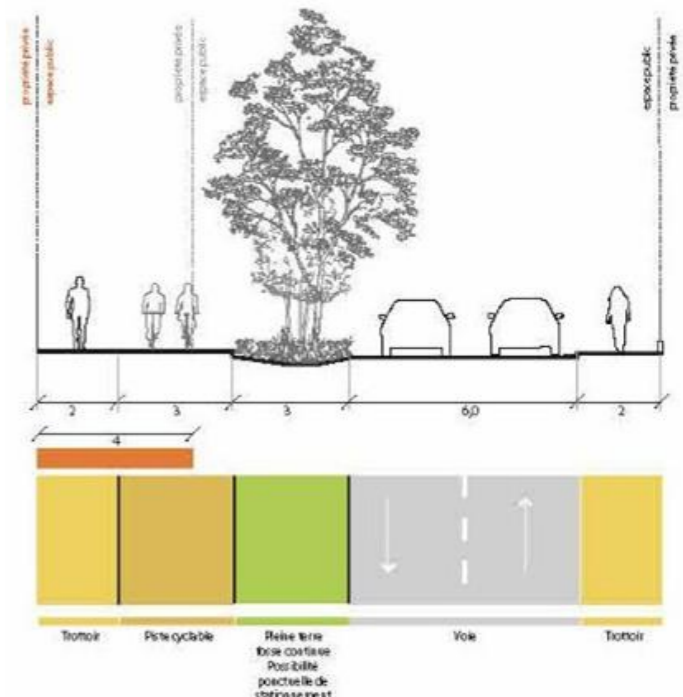 propriété privée
espace public
propriété privée
espace public
espace public
propriété privée
2
3
3
6,0
2
4
Trottoir
Piste cyclable
Pleine terre
fosse continue
Possibilité
ponctuelle de
stationnement
Voie
Trottoir